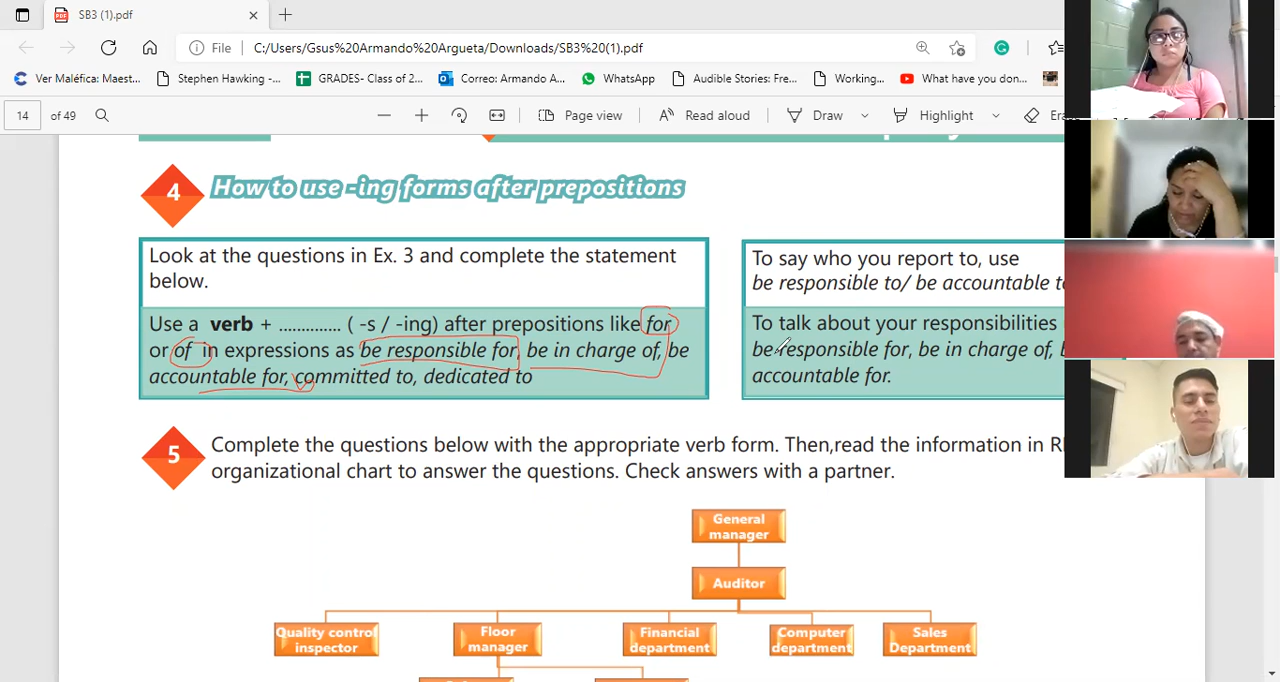 SB3 (1).pdf
File
C:/Users/Gsus%20Armando%20Argueta/Downloads/SB3%20(1).pdf
Ver Maléfica: Maest...
Stephen Hawking -...
GRADES- Class of 2...
Correo: Armando A...
WhatsApp
Audible Stories: Fre...
Working...
What have you don...
14 of 49
Page view
Read aloud
Draw
Highlight
4
How to use -ing forms after prepositions
Look at the questions in Ex. 3 and complete the statement
below.
Use a verb + ............. ( -s / -ing) after prepositions like for
or of in expressions as be responsible for, be in charge of, be
accountable for, committed to, dedicated to
To say who you report to, use
be responsible to/ be accountable to
To talk about your responsibilities
be responsible for, be in charge of,
accountable for.
5
Complete the questions below with the appropriate verb form. Then,read the information in
organizational chart to answer the questions. Check answers with a partner.
General
manager
Auditor
Quality control
inspector
Floor
manager
Financial
department
Computer
department
Sales
Department